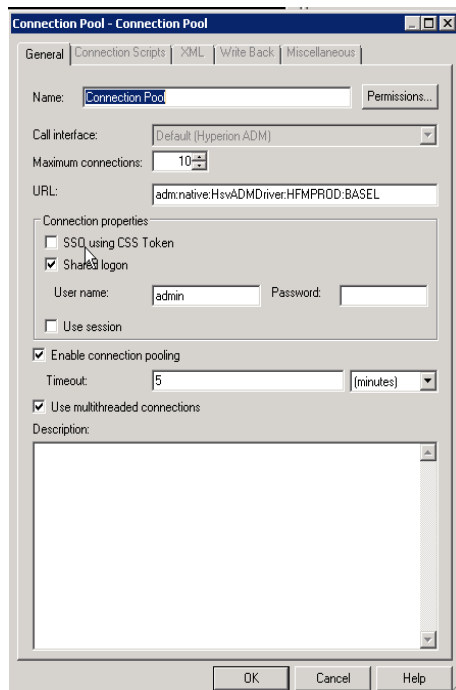 Connection Pool - Connection Pool
General Connection Scripts XML Write Back Miscellaneous
Name: Connection Pool Permissions...
Call interface: Default (Hyperion ADM)
Maximum connections: 10
URL: adm:native:HsvADMDriver:HFMPROD:BASEL
Connection properties
SSO using CSS Token
Shared logon
User name: admin Password:
Use session
Enable connection pooling
Timeout: 5 (minutes)
Use multithreaded connections
Description:
OK Cancel Help